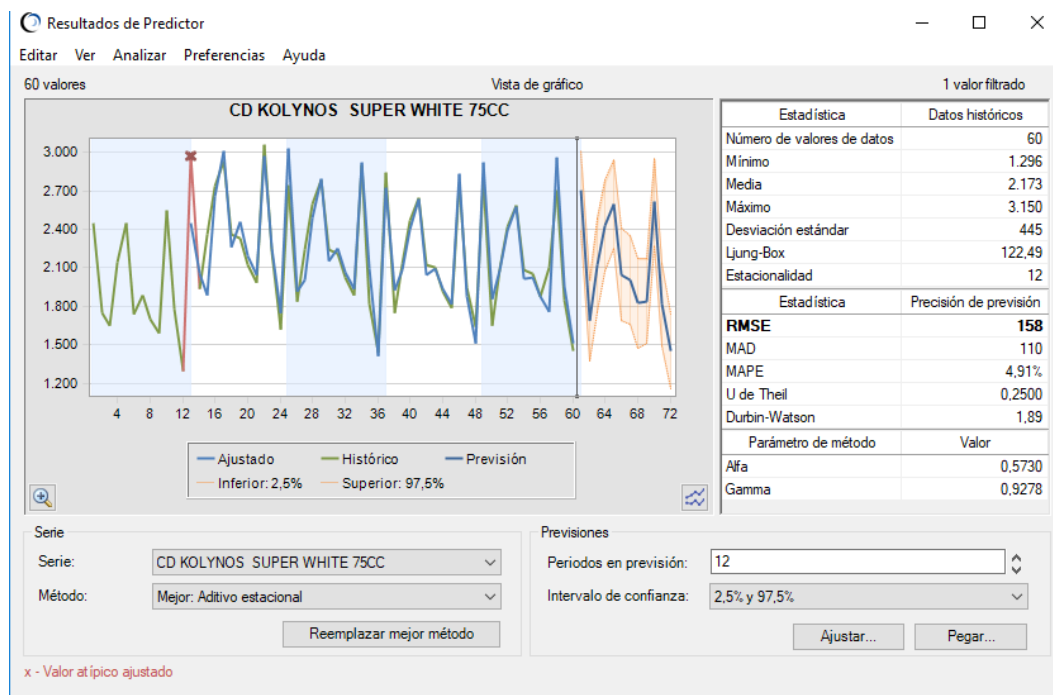 Resultados de Predictor
Editar Ver Analizar Preferencias Ayuda
60 valores Vista de gráfico 1 valor filtrado
CD KOLYNOS SUPER WHITE 75CC
3.000
2.700
2.400
2.100
1.800
1.500
1.200
4 8 12 16 20 24 28 32 36 40 44 48 52 56 60 64 68 72
Ajustado Histórico Previsión
Inferior: 2,5% Superior: 97,5%
Estadística Datos históricos
Número de valores de datos 60
Mínimo 1.296
Media 2.173
Máximo 3.150
Desviación estándar 445
Ljung-Box 122,49
Estacionalidad 12
Estadística Precisión de previsión
RMSE 158
MAD 110
MAPE 4,91%
U de Theil 0,2500
Durbin-Watson 1,89
Parámetro de método Valor
Alfa 0,5730
Gamma 0,9278
Serie
Serie: CD KOLYNOS SUPER WHITE 75CC
Método: Mejor: Aditivo estacional
Reemplazar mejor método
Previsiones
Periodos en previsión: 12
Intervalo de confianza: 2,5% y 97,5%
Ajustar... Pegar...
x - Valor atípico ajustado